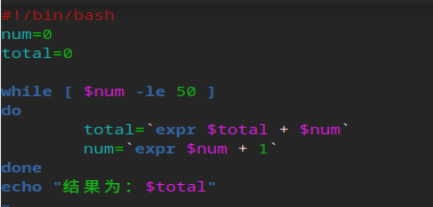 #!/bin/bash
num=0
total=0
while [ $num -le 50 ]
do
total=`expr $total + $num`
num=`expr $num + 1`
done
echo "结果为：$total"